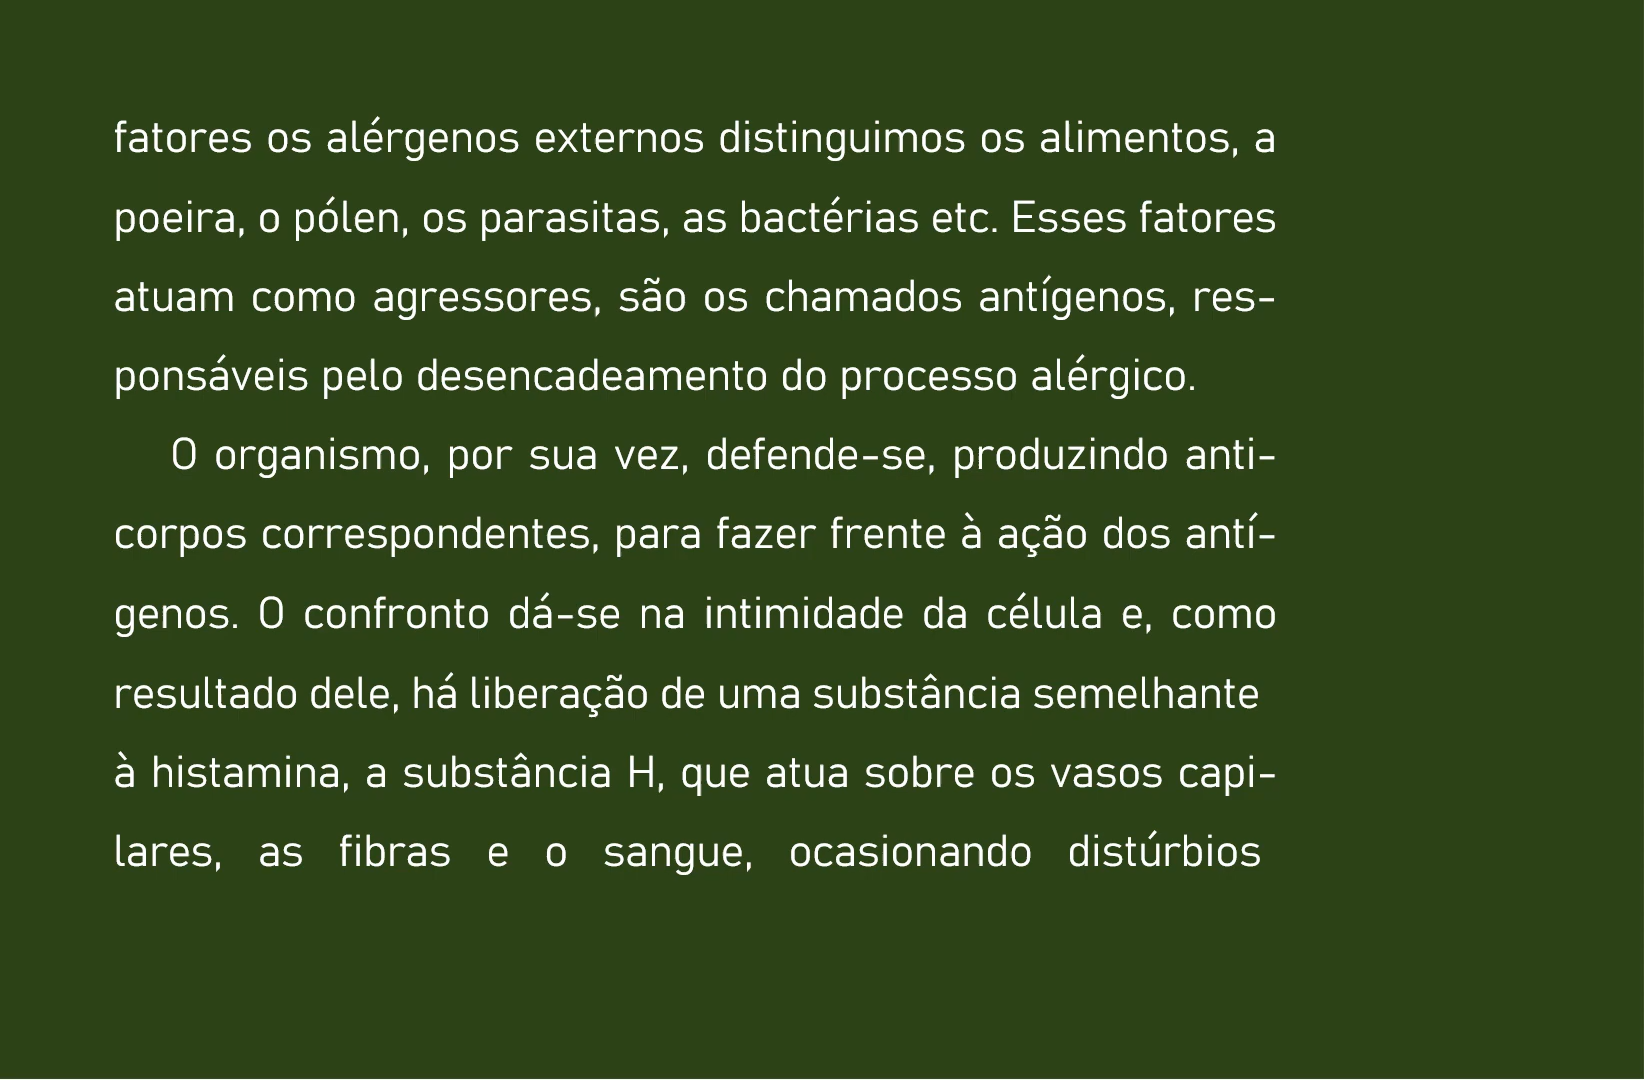 fatores os alérgenos externos distinguimos os alimentos, a
poeira, o pólen, os parasitas, as bactérias etc. Esses fatores
atuam como agressores, são os chamados antígenos, res-
ponsáveis pelo desencadeamento do processo alérgico.
O organismo, por sua vez, defende-se, produzindo anti-
corpos correspondentes, para fazer frente à ação dos antí-
genos. O confronto dá-se na intimidade da célula e, como
resultado dele, há liberação de uma substância semelhante
à histamina, a substância H, que atua sobre os vasos capi-
lares, as fibras e o sangue, ocasionando distúrbios